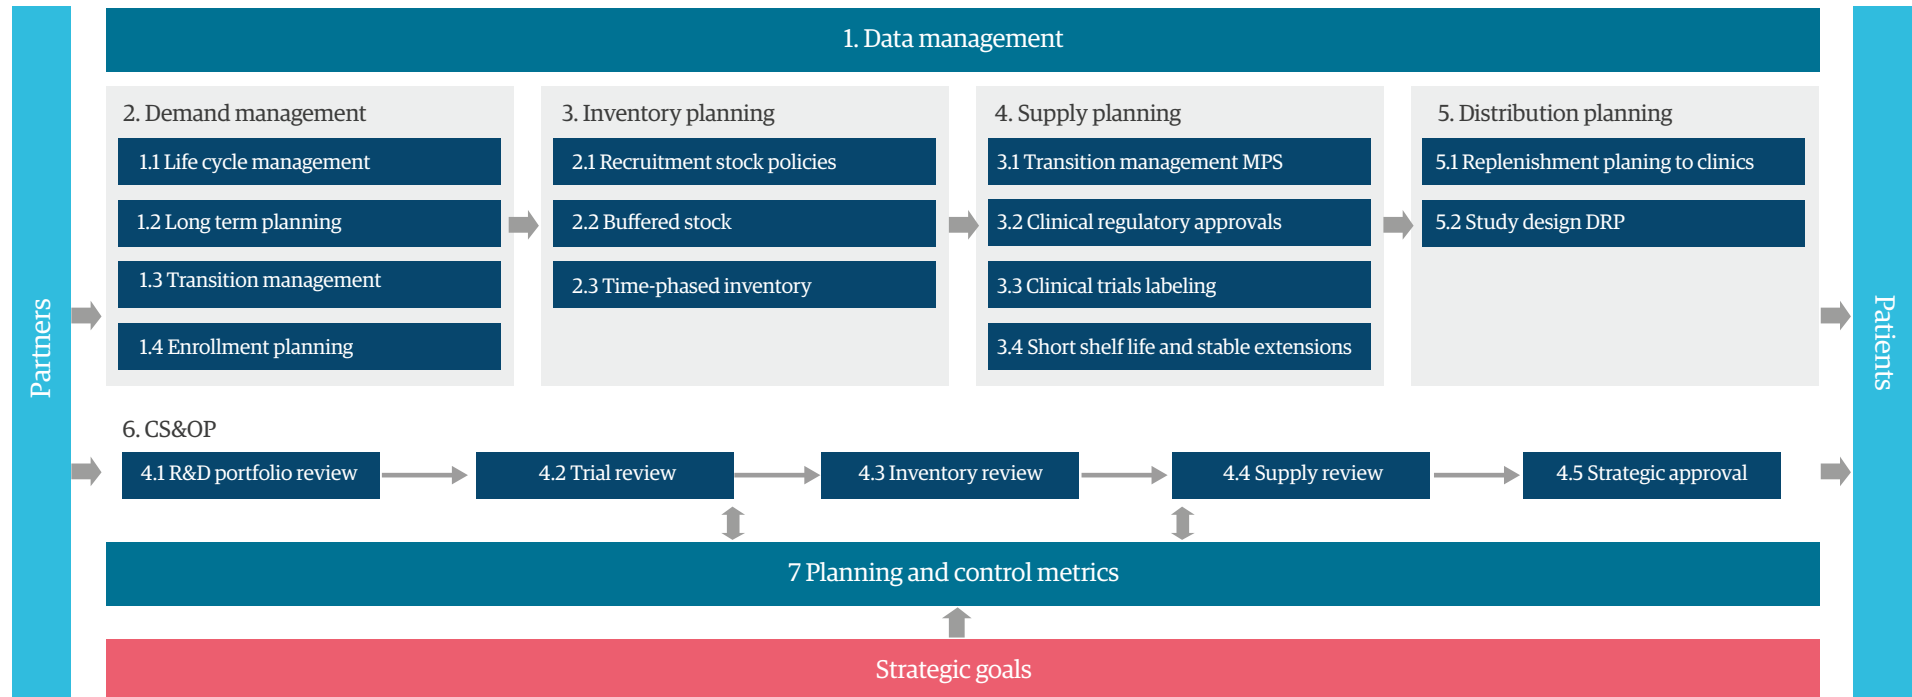 Partners
1. Data management
2. Demand management
1.1 Life cycle management
1.2 Long term planning
1.3 Transition management
1.4 Enrollment planning
3. Inventory planning
2.1 Recruitment stock policies
2.2 Buffered stock
2.3 Time-phased inventory
4. Supply planning
3.1 Transition management MPS
3.2 Clinical regulatory approvals
3.3 Clinical trials labeling
3.4 Short shelf life and stable extensions
5. Distribution planning
5.1 Replenishment planing to clinics
5.2 Study design DRP
6. CS&OP
4.1 R&D portfolio review
4.2 Trial review
4.3 Inventory review
4.4 Supply review
4.5 Strategic approval
7 Planning and control metrics
Strategic goals
Patients